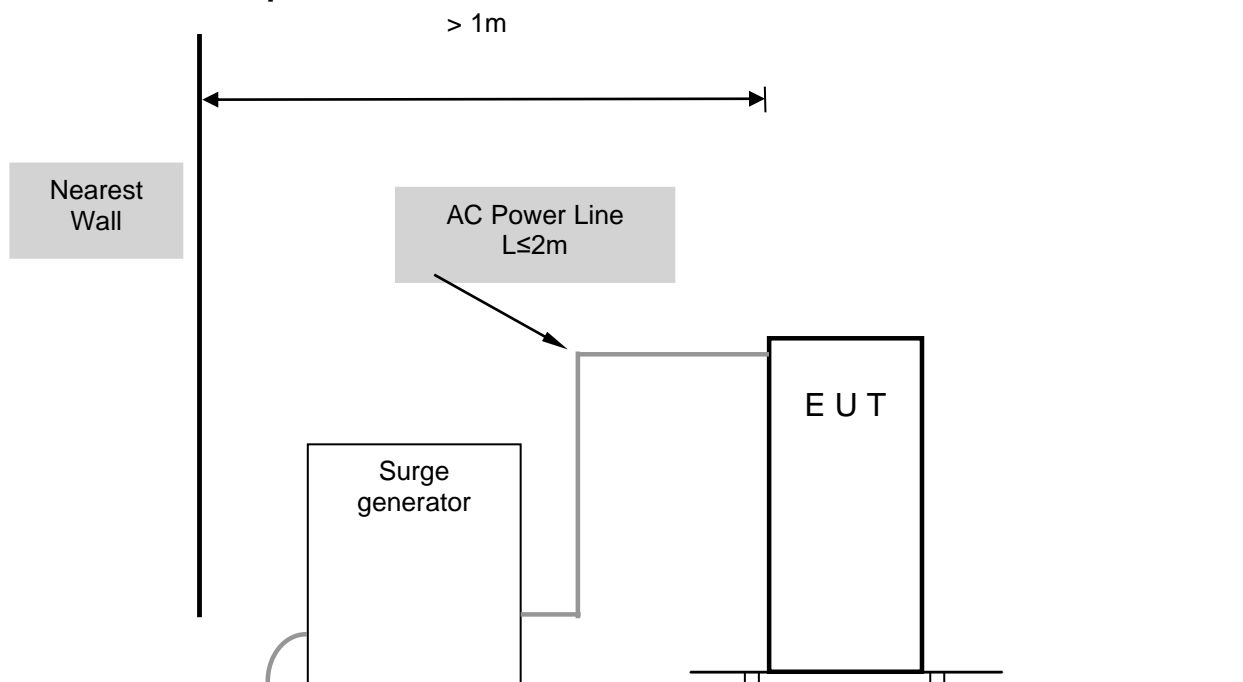 > 1m
Nearest
Wall
AC Power Line
L≤2m
E U T
Surge
generator